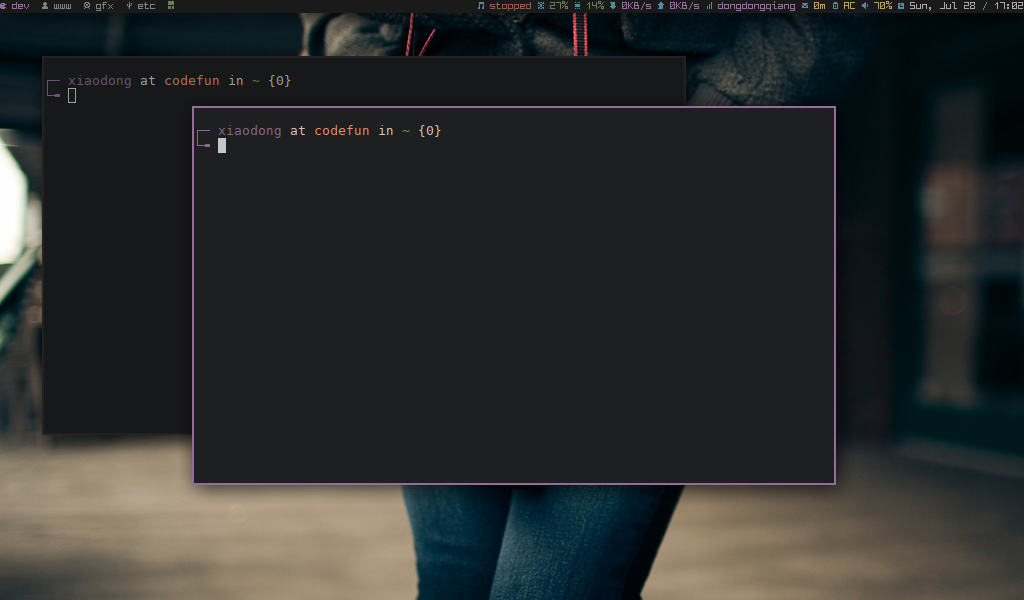 dev www gfx etc stopped 27% 14% 0KB/s 0KB/s dongdongqiang 0m AC 70% Sun, Jul 28 / 17:02
xiaodong at codefun in ~ {0}
xiaodong at codefun in ~ {0}